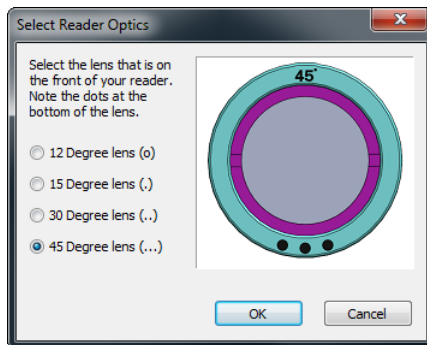 Select Reader Optics
Select the lens that is on
the front of your reader.
Note the dots at the
bottom of the lens.
12 Degree lens (o)
15 Degree lens (.)
30 Degree lens (..)
45 Degree lens (...)
45°
OK
Cancel